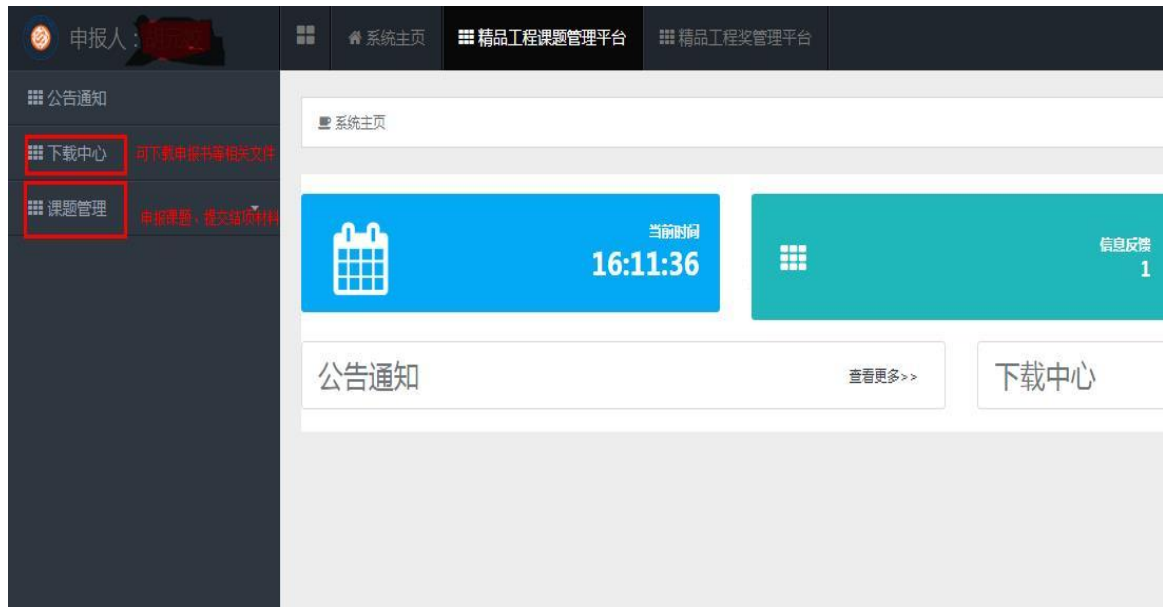 申报人：
系统主页
精品工程课题管理平台
精品工程奖管理平台
公告通知
下载中心
可下载申报书等相关文件
课题管理
申报课题、提交结项材料
系统主页
当前时间
16:11:36
信息反馈
1
公告通知
查看更多>>
下载中心